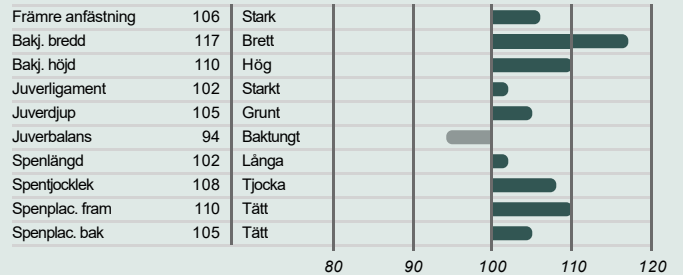 Främre anfästning 106 Stark
Bakj. bredd 117 Brett
Bakj. höjd 110 Hög
Juverligament 102 Starkt
Juverdjup 105 Grunt
Juverbalans 94 Baktungt
Spenlängd 102 Långa
Spentjocklek 108 Tjocka
Spenplac. fram 110 Tätt
Spenplac. bak 105 Tätt
80 90 100 110 120